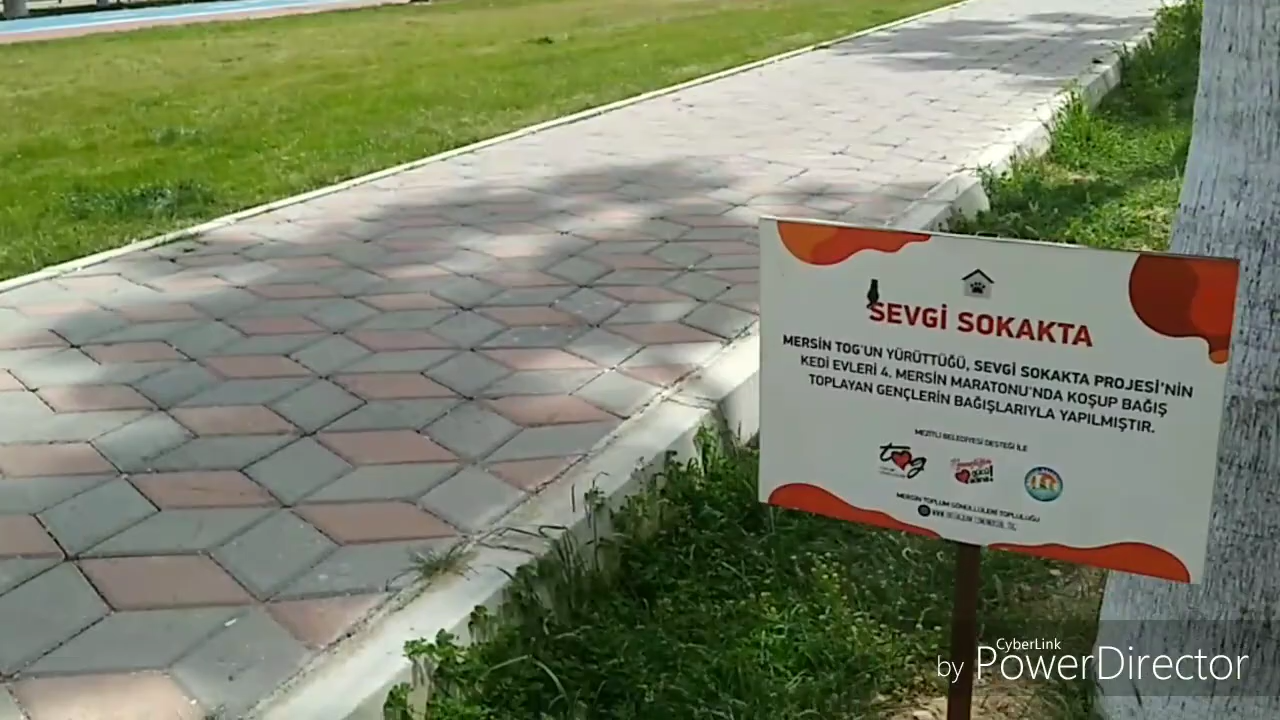 SEVGİ SOKAKTA
MERSİN TOG'UN YÜRÜTTÜĞÜ, SEVGİ SOKAKTA PROJESİ'NİN
KEDİ EVLERİ 4. MERSİN MARATONU'NDA KOŞUP BAĞIŞ
TOPLAYAN GENÇLERİN BAĞIŞLARIYLA YAPILMIŞTIR.
MEZİTLİ BELEDİYESİ DESTEĞİ İLE
tog
MERSİN TOPLUM GÖNÜLLÜLERİ TOPLULUĞU
CyberLink
by PowerDirector